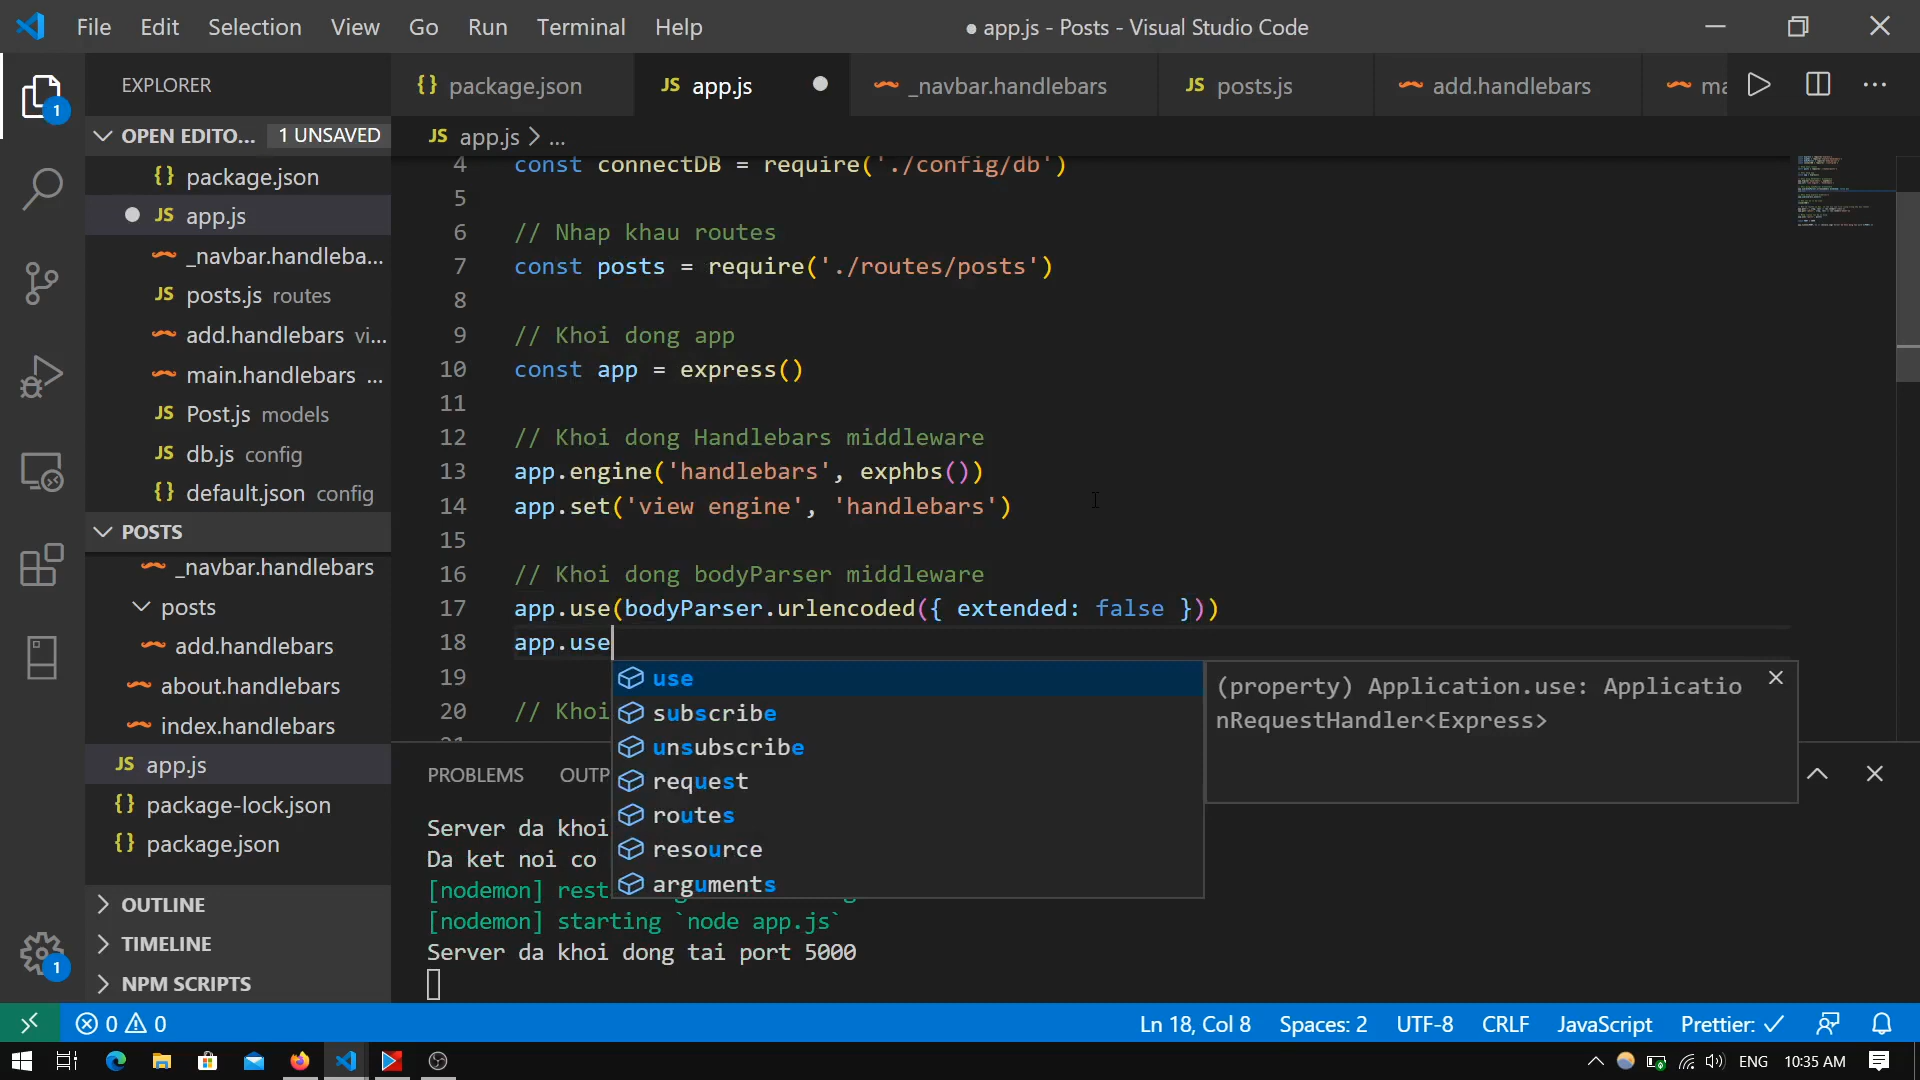 File Edit Selection View Go Run Terminal Help
● app.js - Posts - Visual Studio Code
EXPLORER
{} package.json
JS app.js
_navbar.handlebars
JS posts.js
add.handlebars
ma
OPEN EDITO... 1 UNSAVED
{} package.json
JS app.js
_navbar.handleba...
JS posts.js routes
add.handlebars vi...
main.handlebars ...
JS Post.js models
JS db.js config
{} default.json config
POSTS
_navbar.handlebars
posts
add.handlebars
about.handlebars
index.handlebars
JS app.js
{} package-lock.json
{} package.json
OUTLINE
TIMELINE
NPM SCRIPTS
1
1
JS app.js > ...
4 const connectDB = require('./config/db')
5
6 // Nhap khau routes
7 const posts = require('./routes/posts')
8
9 // Khoi dong app
10 const app = express()
11
12 // Khoi dong Handlebars middleware
13 app.engine('handlebars', exphbs())
14 app.set('view engine', 'handlebars')
15
16 // Khoi dong bodyParser middleware
17 app.use(bodyParser.urlencoded({ extended: false }))
18 app.use
19
20 // Khoi
use
subscribe
unsubscribe
request
routes
resource
arguments
(property) Application.use: Applicatio
nRequestHandler<Express>
PROBLEMS OUTP
Server da khoi
Da ket noi co
[nodemon] rest
[nodemon] starting `node app.js`
Server da khoi dong tai port 5000
0 0
Ln 18, Col 8 Spaces: 2 UTF-8 CRLF JavaScript Prettier: ✓
ENG 10:35 AM